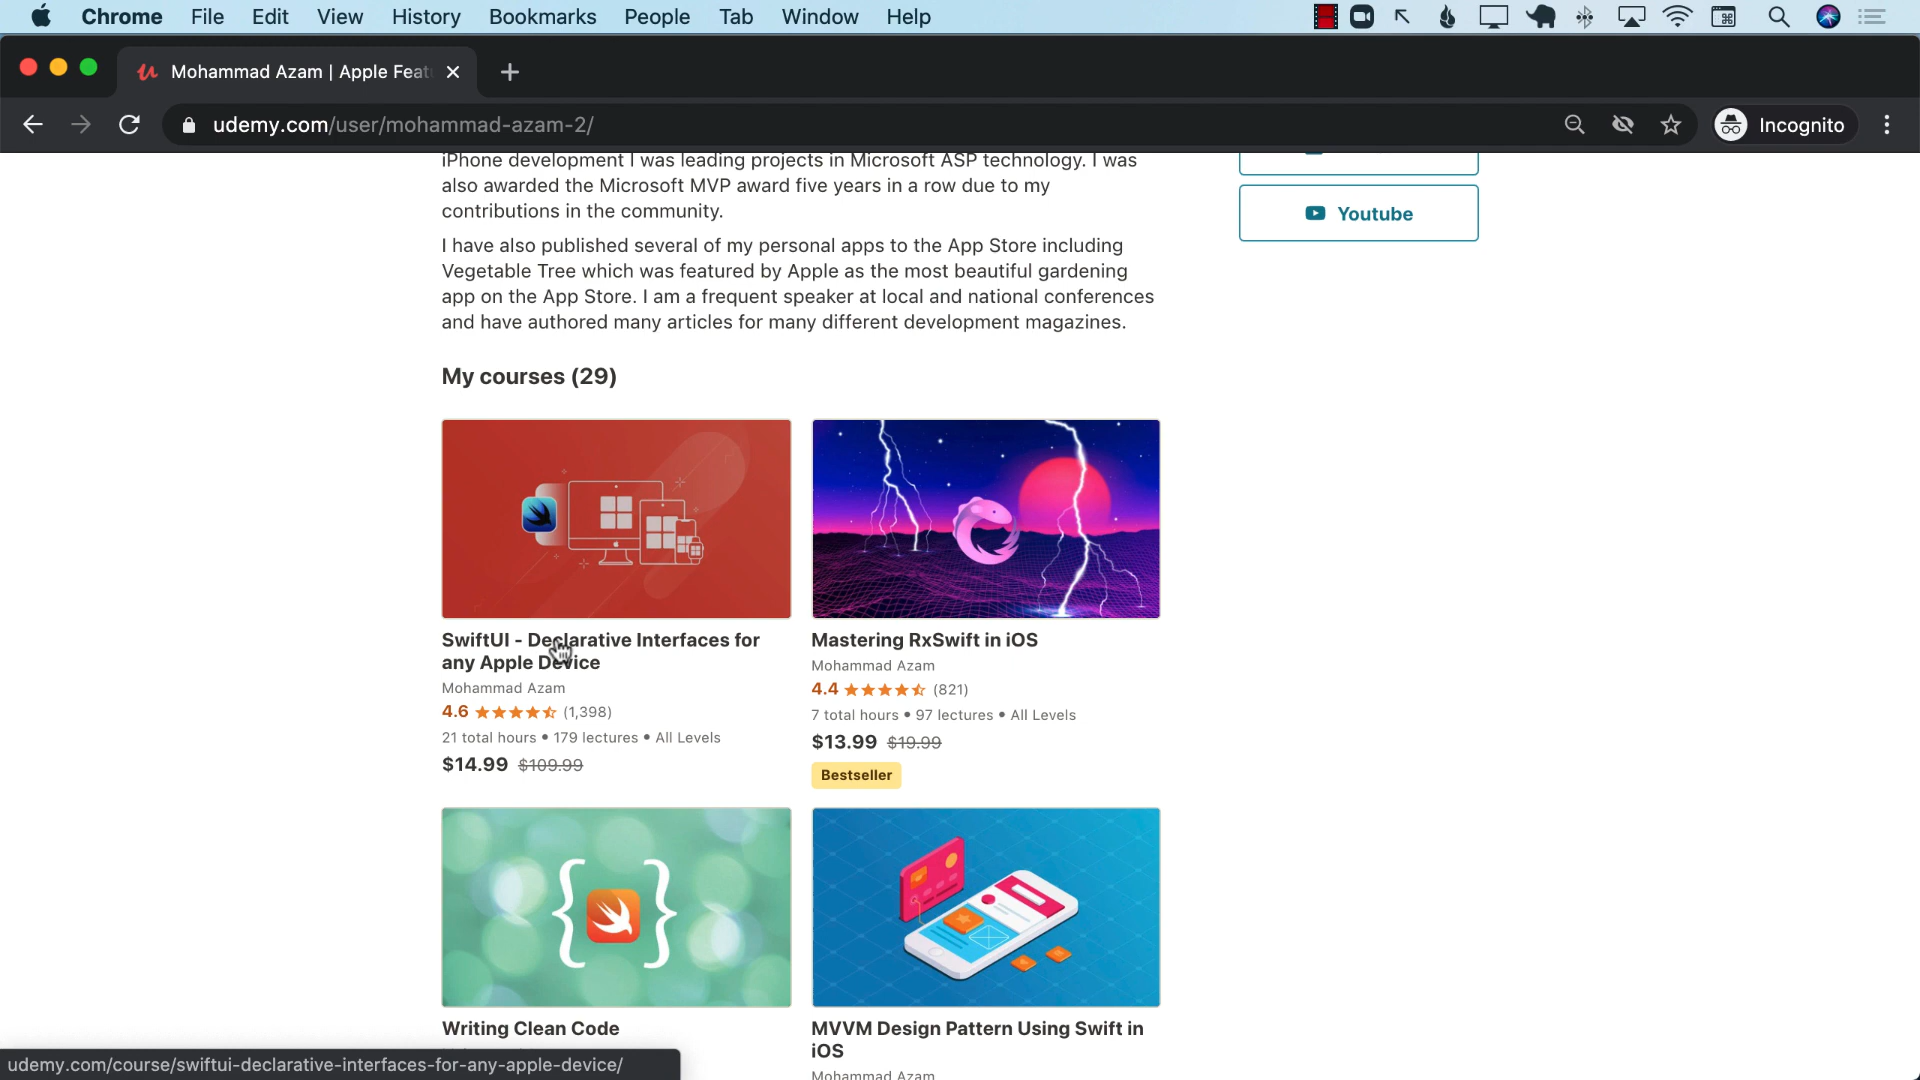 Chrome File Edit View History Bookmarks People Tab Window Help
Mohammad Azam | Apple Feat
udemy.com/user/mohammad-azam-2/
Incognito
iPhone development I was leading projects in Microsoft ASP technology. I was
also awarded the Microsoft MVP award five years in a row due to my
contributions in the community.
Youtube
I have also published several of my personal apps to the App Store including
Vegetable Tree which was featured by Apple as the most beautiful gardening
app on the App Store. I am a frequent speaker at local and national conferences
and have authored many articles for many different development magazines.
My courses (29)
SwiftUI - Declarative Interfaces for
any Apple Device
Mohammad Azam
4.6 (1,398)
21 total hours • 179 lectures • All Levels
$14.99 $109.99
Mastering RxSwift in iOS
Mohammad Azam
4.4 (821)
7 total hours • 97 lectures • All Levels
$13.99 $19.99
Bestseller
Writing Clean Code
MVVM Design Pattern Using Swift in
iOS
Mohammad Azam
udemy.com/course/swiftui-declarative-interfaces-for-any-apple-device/